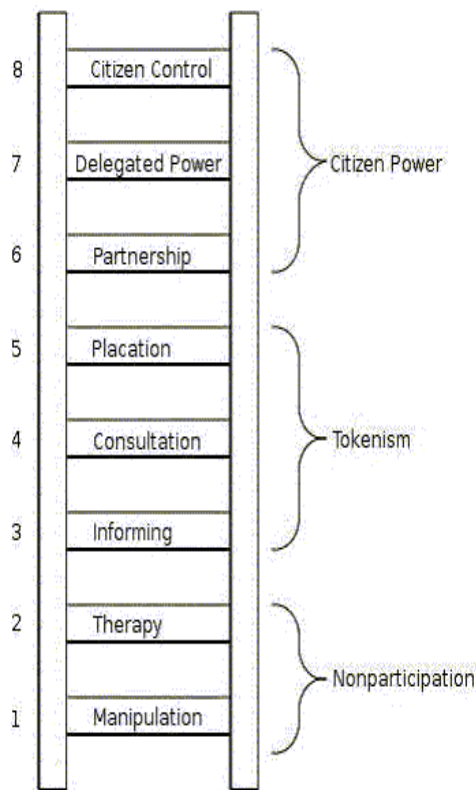 8 Citizen Control
7 Delegated Power
Citizen Power
6 Partnership
5 Placation
4 Consultation
Tokenism
3 Informing
2 Therapy
Nonparticipation
1 Manipulation